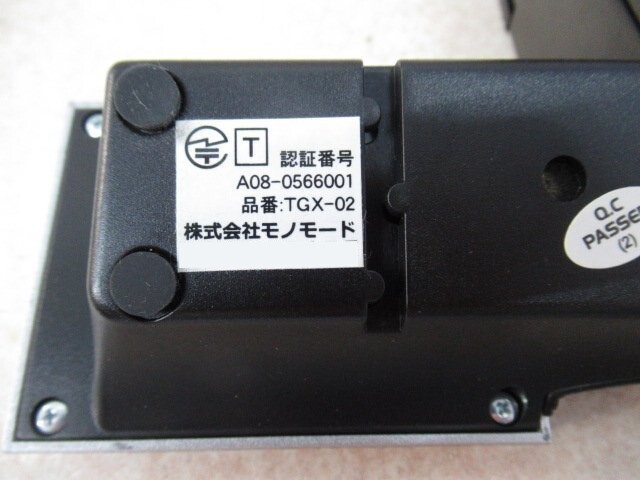 T 認証番号
A08-0566001
品番:TGX-02
株式会社モノモード
Q.C
PASSE
(2)